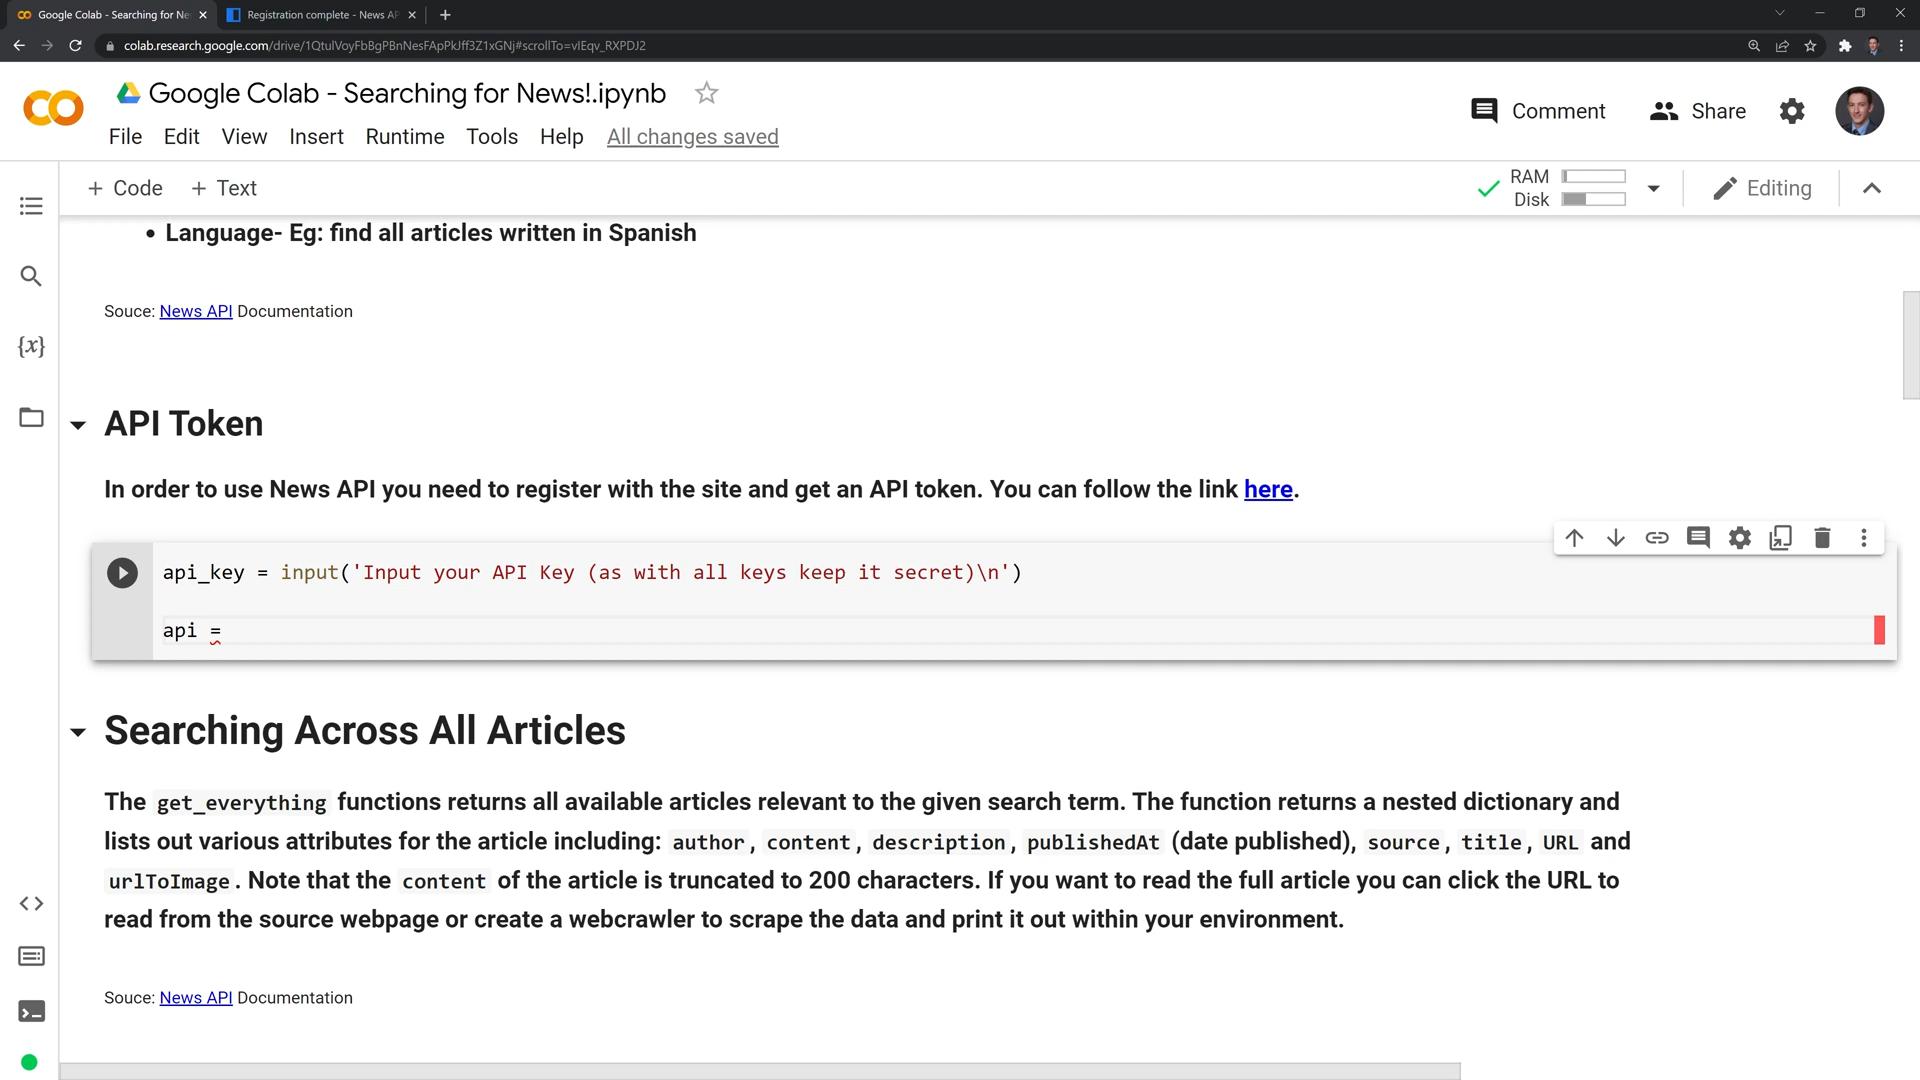 Google Colab - Searching for Ne
Registration complete - News AP
colab.research.google.com/drive/1QtulVoyFbBgPBnNesFApPkJff3Z1xGNj#scrollTo=vlEqv_RXPDJ2
Google Colab - Searching for News!.ipynb
Comment
Share
File Edit View Insert Runtime Tools Help All changes saved
+ Code + Text
RAM
Disk
Editing
• Language- Eg: find all articles written in Spanish
Souce: News API Documentation
{x}
API Token
In order to use News API you need to register with the site and get an API token. You can follow the link here.
api_key = input('Input your API Key (as with all keys keep it secret)\n')
api =
Searching Across All Articles
The get_everything functions returns all available articles relevant to the given search term. The function returns a nested dictionary and
lists out various attributes for the article including: author, content, description, publishedAt (date published), source, title, URL and
urlToImage. Note that the content of the article is truncated to 200 characters. If you want to read the full article you can click the URL to
read from the source webpage or create a webcrawler to scrape the data and print it out within your environment.
Souce: News API Documentation